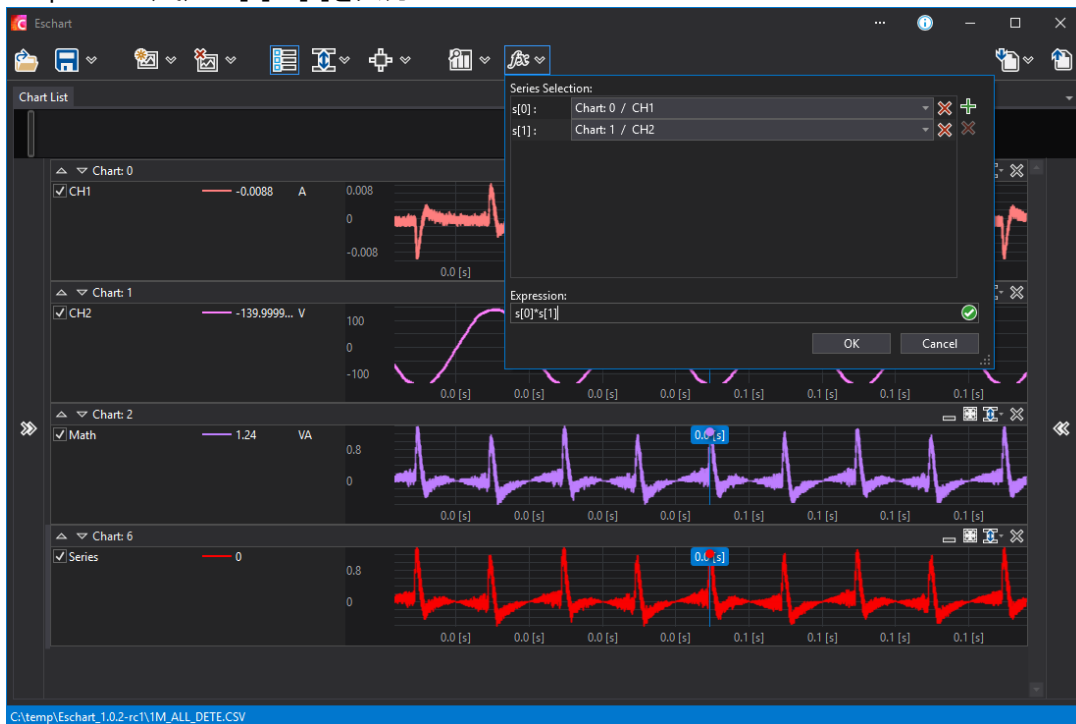 Eschart
Chart List
Series Selection:
s[0] : Chart: 0 / CH1
s[1] : Chart: 1 / CH2
Expression:
s[0]*s[1]
OK Cancel
Chart: 0
CH1 -0.0088 A
0.008
0
-0.008
0.0 [s]
Chart: 1
CH2 -139.9999... V
100
0
-100
0.0 [s] 0.0 [s] 0.0 [s] 0.0 [s] 0.1 [s] 0.1 [s] 0.1 [s] 0.1 [s]
Chart: 2
Math 1.24 VA
0.0 [s]
0.8
0
0.0 [s] 0.0 [s] 0.0 [s] 0.0 [s] 0.1 [s] 0.1 [s] 0.1 [s] 0.1 [s]
Chart: 6
Series 0
0.0 [s]
0.8
0
0.0 [s] 0.0 [s] 0.0 [s] 0.0 [s] 0.1 [s] 0.1 [s] 0.1 [s] 0.1 [s]
C:\temp\Eschart_1.0.2-rc1\1M_ALL_DETE.CSV